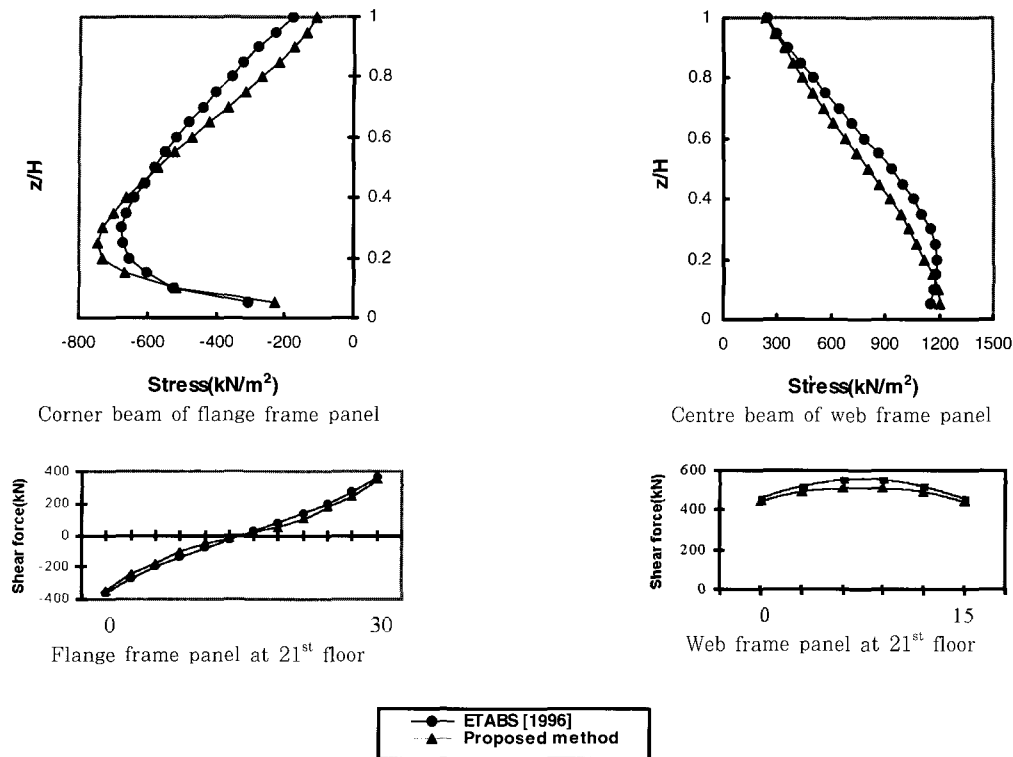 1
0.8
0.6
0.4
0.2
0
z/H
-800 -600 -400 -200 0
Stress(kN/m²)
Corner beam of flange frame panel
1
0.8
0.6
0.4
0.2
0
z/H
0 300 600 900 1200 1500
Stress(kN/m²)
Centre beam of web frame panel
400
200
0
-200
-400
Shear force(kN)
0 30
Flange frame panel at 21st floor
600
400
200
0
Shear force(kN)
0 15
Web frame panel at 21st floor
ETABS [1996]
Proposed method